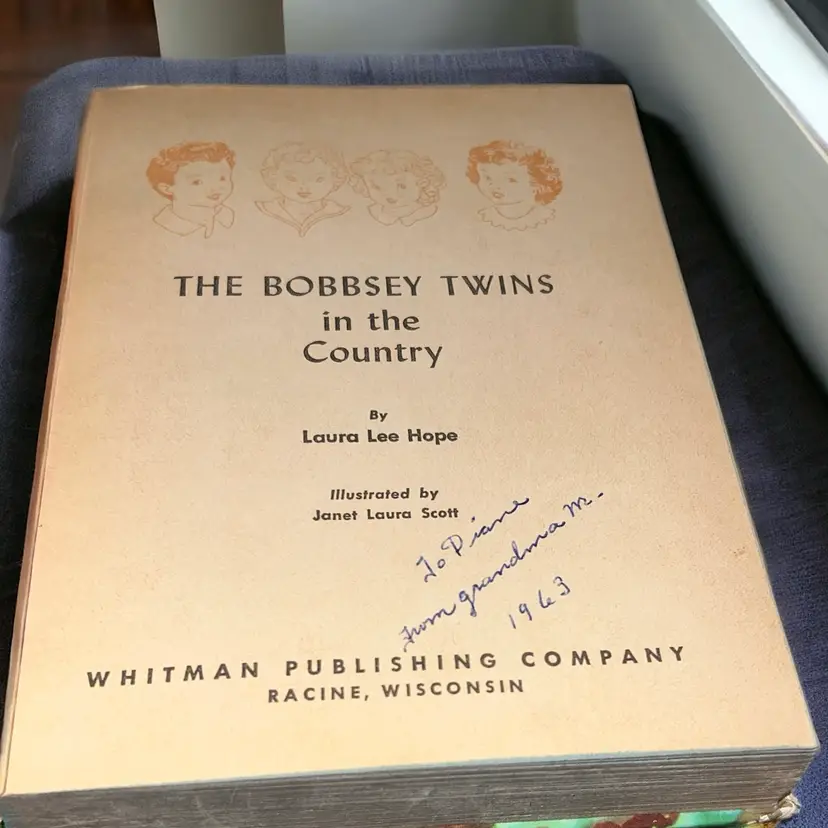 THE BOBBSEY TWINS
in the
Country
By
Laura Lee Hope
Illustrated by
Janet Laura Scott
To Diane
from grandma M.
1963
WHITMAN PUBLISHING COMPANY
RACINE, WISCONSIN